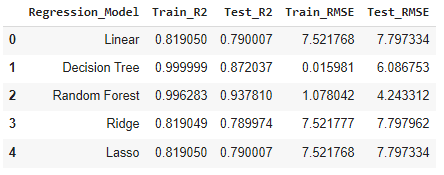 Regression_Model Train_R2 Test_R2 Train_RMSE Test_RMSE
0 Linear 0.819050 0.790007 7.521768 7.797334
1 Decision Tree 0.999999 0.872037 0.015981 6.086753
2 Random Forest 0.996283 0.937810 1.078042 4.243312
3 Ridge 0.819049 0.789974 7.521777 7.797962
4 Lasso 0.819050 0.790007 7.521768 7.797334